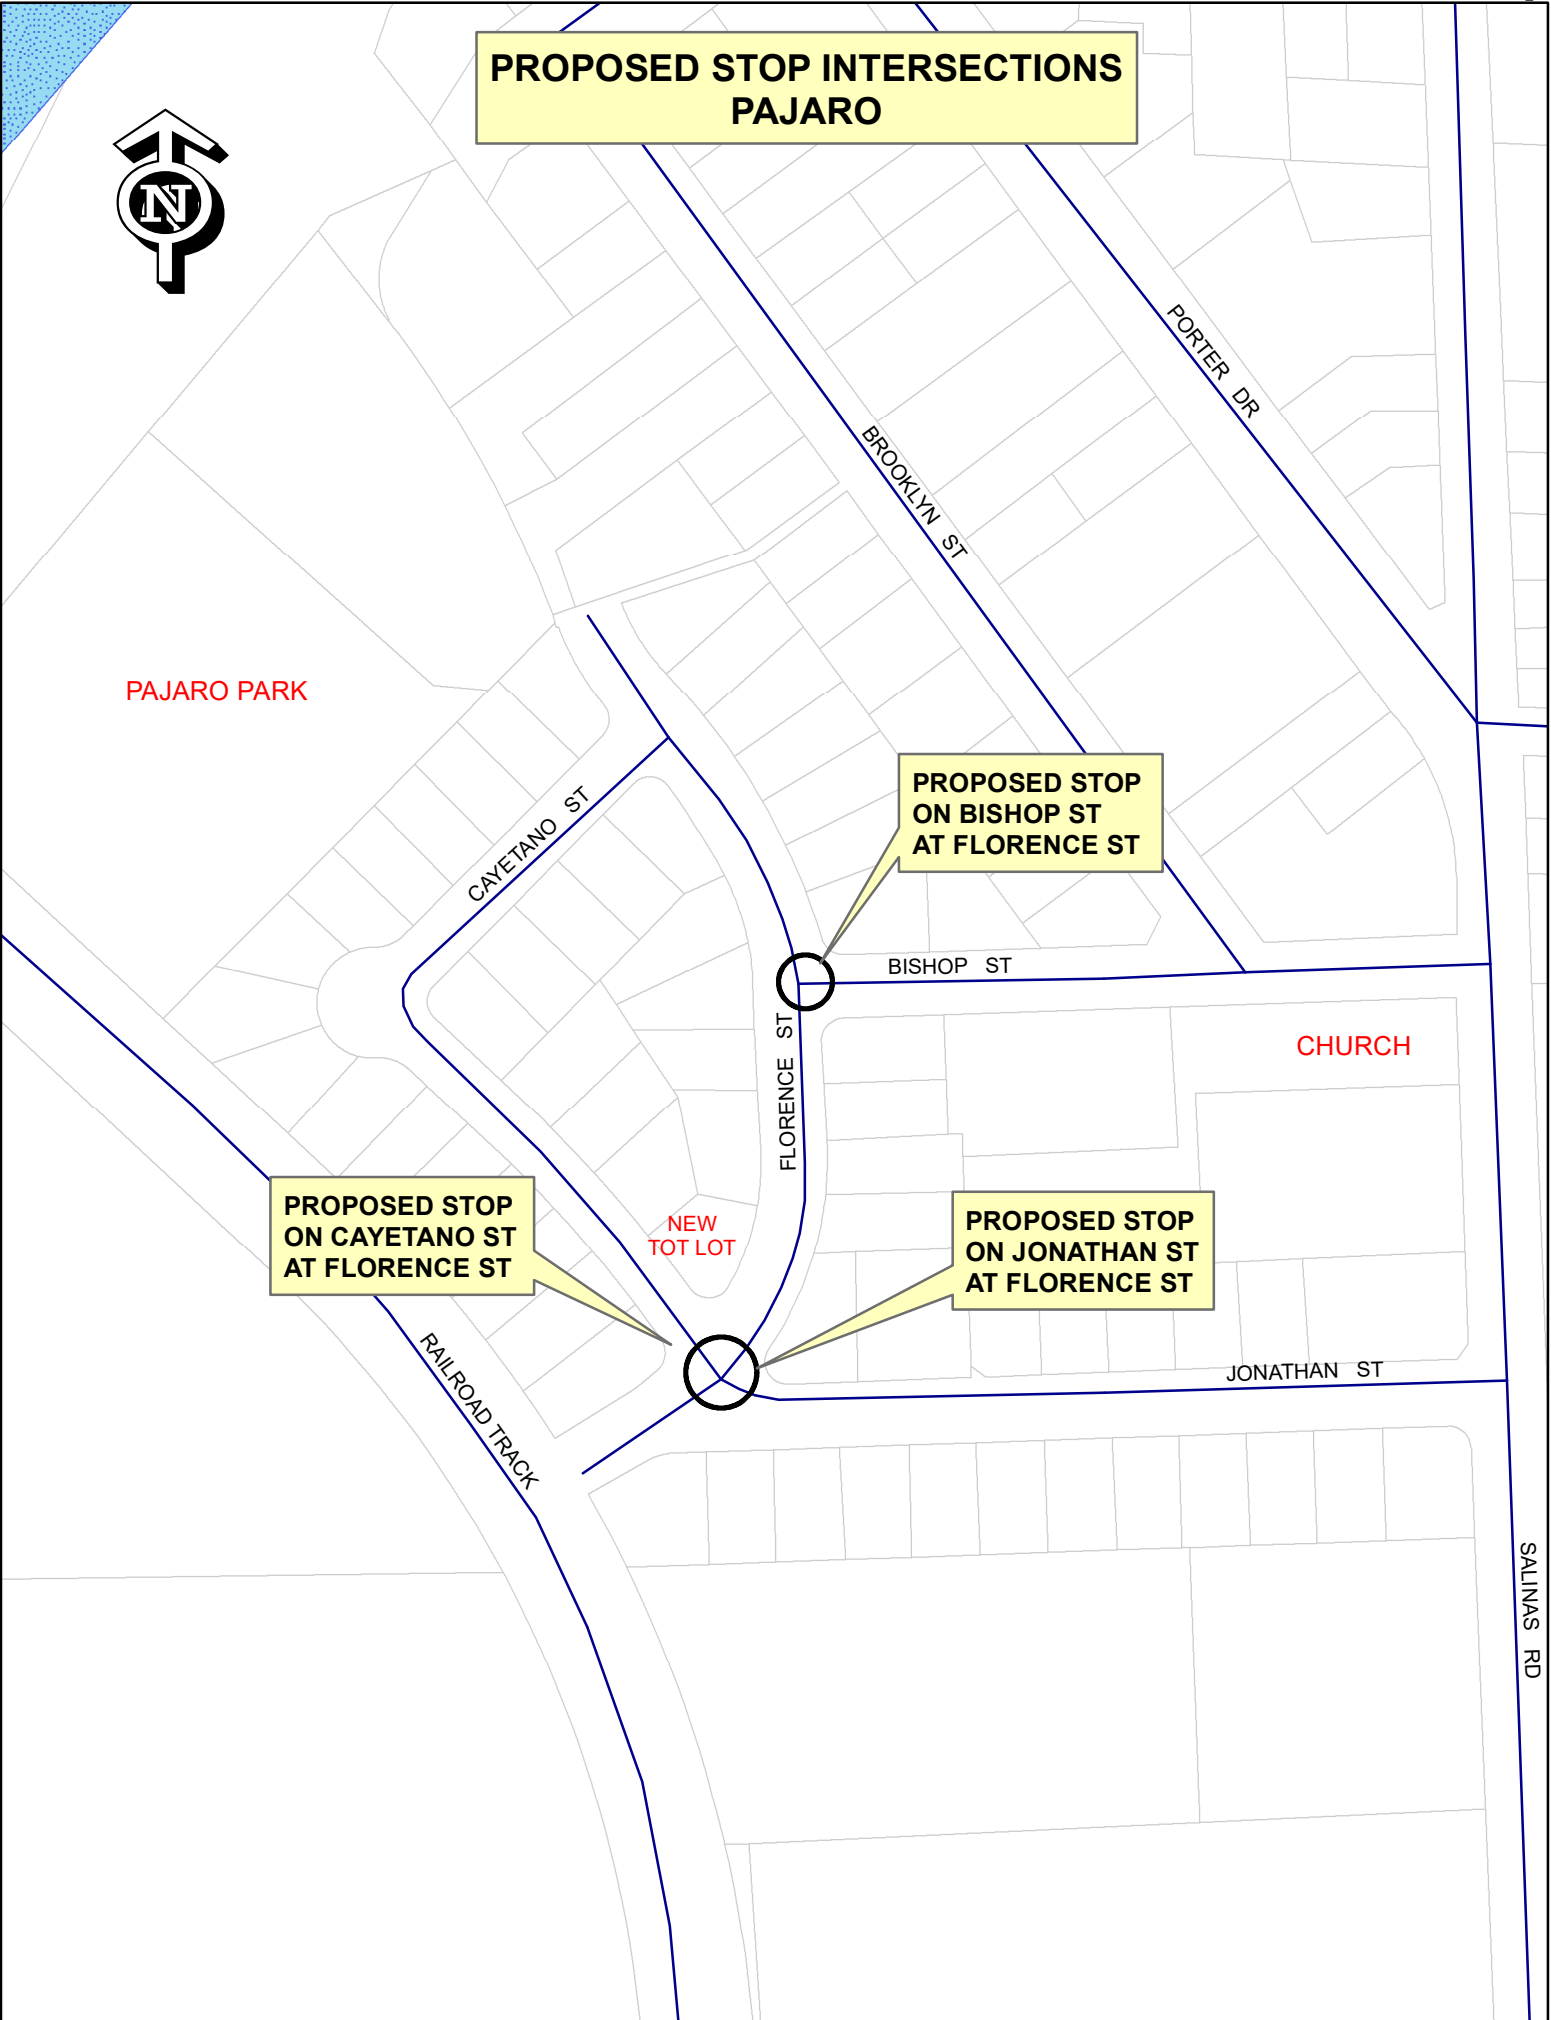 PROPOSED STOP INTERSECTIONS
PAJARO
N
PORTER DR
BROOKLYN ST
PAJARO PARK
PROPOSED STOP
ON BISHOP ST
AT FLORENCE ST
CAYETANO ST
BISHOP ST
FLORENCE ST
CHURCH
PROPOSED STOP
ON CAYETANO ST
AT FLORENCE ST
NEW
TOT LOT
PROPOSED STOP
ON JONATHAN ST
AT FLORENCE ST
RAILROAD TRACK
JONATHAN ST
SALINAS RD